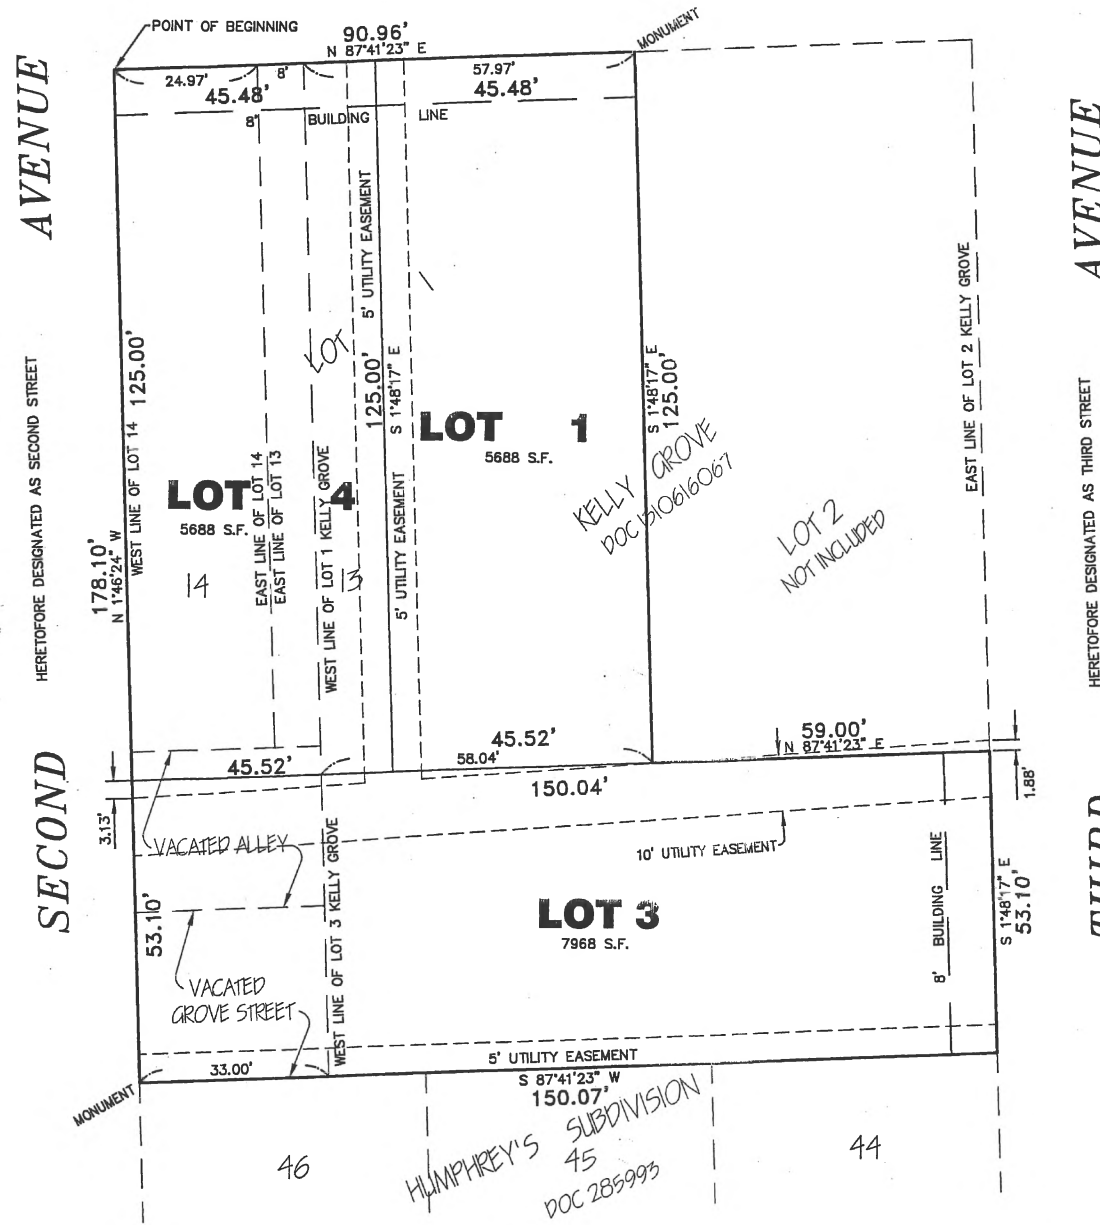 POINT OF BEGINNING
90.96'
N 87°41'23" E
MONUMENT
24.97'
8'
57.97'
45.48'
45.48'
8'
BUILDING
LINE
SECOND AVENUE
HERETOFORE DESIGNATED AS SECOND STREET
AVENUE
HERETOFORE DESIGNATED AS THIRD STREET
178.10'
N 1°46'24" W
WEST LINE OF LOT 14
125.00'
5' UTILITY EASEMENT
125.00'
S 1°48'17" E
5' UTILITY EASEMENT
LOT
1
LOT 1
5688 S.F.
S 1°48'17" E
125.00'
LOT 4
5688 S.F.
14
EAST LINE OF LOT 14
EAST LINE OF LOT 13
WEST LINE OF LOT 1 KELLY GROVE
13
KELLY GROVE
DOC 1310616067
LOT 2
NOT INCLUDED
EAST LINE OF LOT 2 KELLY GROVE
45.52'
45.52'
58.04'
59.00'
N 87°41'23" E
150.04'
1.88'
3.13'
VACATED ALLEY
10' UTILITY EASEMENT
53.10'
WEST LINE OF LOT 3 KELLY GROVE
LOT 3
7968 S.F.
8' BUILDING LINE
S 1°48'17" E
53.10'
VACATED
GROVE STREET
33.00'
5' UTILITY EASEMENT
S 87°41'23" W
150.07'
MONUMENT
HUMPHREY'S SUBDIVISION
46
45
44
DOC 285993